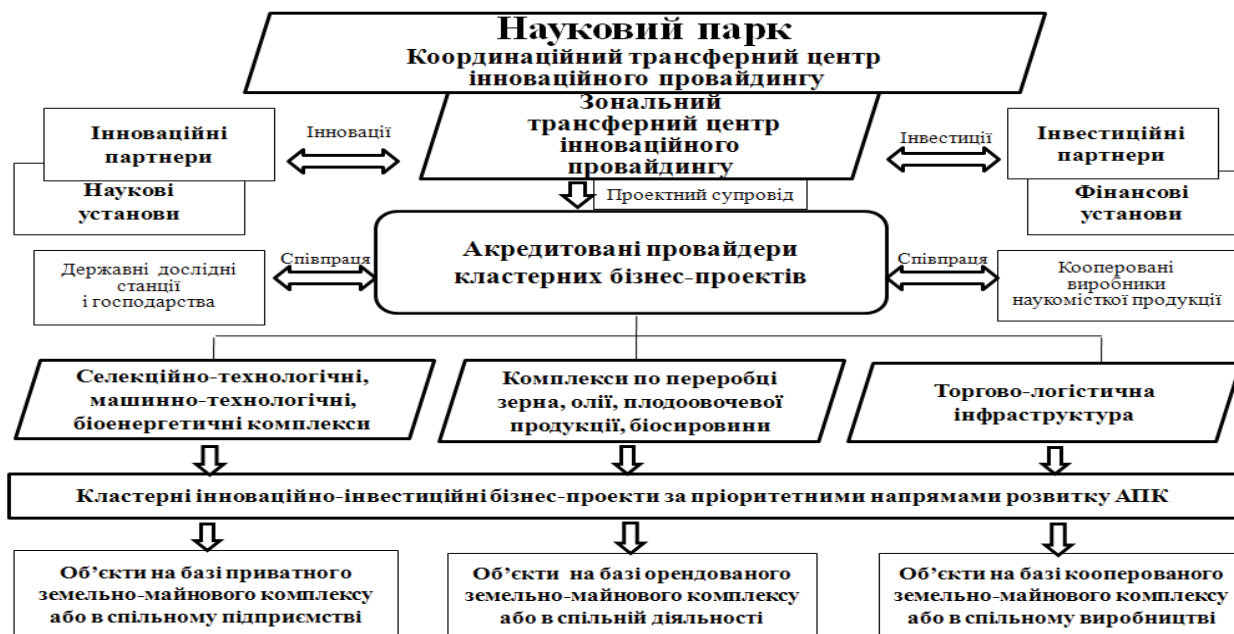 Науковий парк
Координаційний трансферний центр
інноваційного провайдингу
Зональний
трансферний центр
інноваційного
провайдингу
Інноваційні
партнери
Інновації
Інвестиції
Інвестиційні
партнери
Наукові
установи
Проектний супровід
Фінансові
установи
Державні дослідні
станції
і господарства
Співпраця
Акредитовані провайдери
кластерних бізнес-проектів
Співпраця
Кооперовані
виробники
наукомісткої продукції
Селекційно-технологічні,
машинно-технологічні,
біоенергетичні комплекси
Комплекси по переробці
зерна, олії, плодоовочевої
продукції, біосировини
Торгово-логістична
інфраструктура
Кластерні інноваційно-інвестиційні бізнес-проекти за пріоритетними напрямами розвитку АПК
Об’єкти на базі приватного
земельно-майнового комплексу
або в спільному підприємстві
Об’єкти на базі орендованого
земельно-майнового комплексу
або в спільній діяльності
Об’єкти на базі кооперованого
земельно-майнового комплексу
або в спільному виробництві